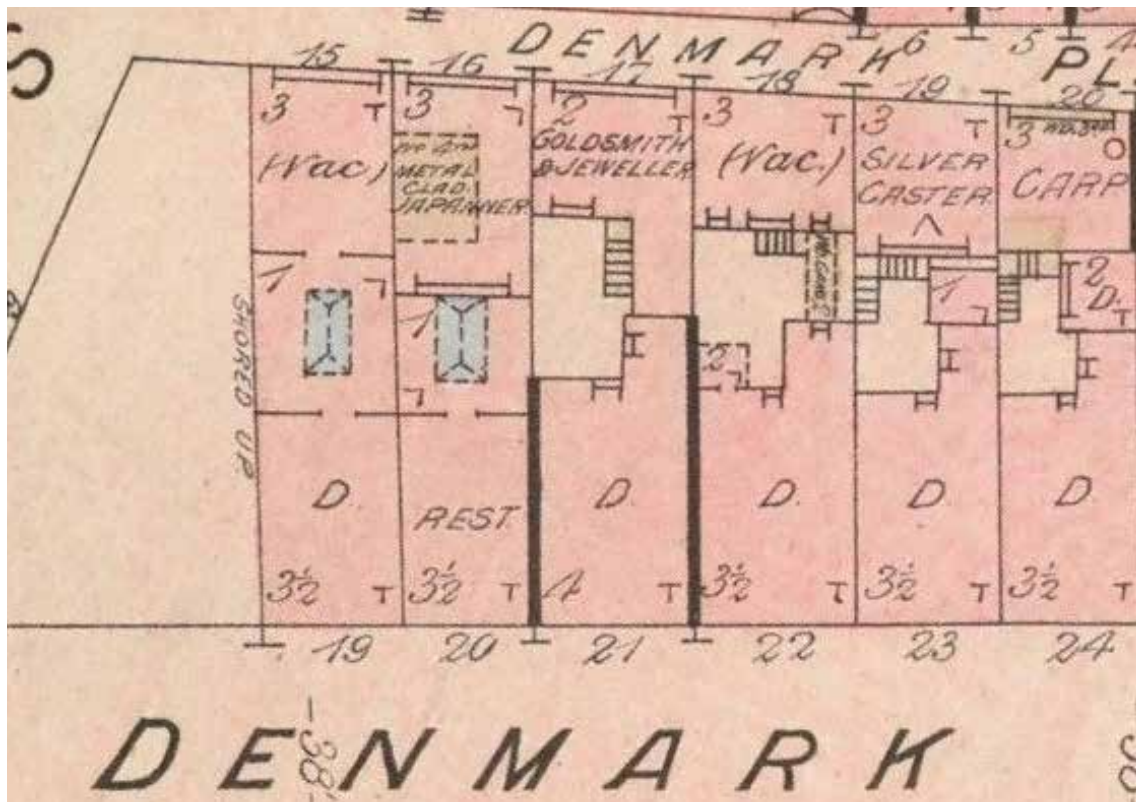 S
DENMARK PL
15 16 17 18 6 19 5 20 4
3 T 3 T 2 T 3 T 3 T 3
(Vac)
METAL
CLAD.
JAPANNER
GOLDSMITH
& JEWELLER
(Vac.)
SILVER
CASTER
CARP
1 1 2 1 2
D.
T
SHORED UP
D.
REST.
D.
D.
D.
D.
3½ T 3½ T 4 T 3½ T 3½ T 3½ T
19 20 21 22 23 24
38'
DENMARK